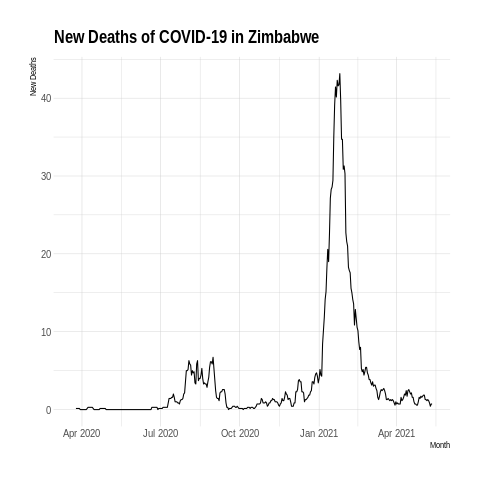 New Deaths of COVID-19 in Zimbabwe
New Deaths
40
30
20
10
0
Apr 2020 Jul 2020 Oct 2020 Jan 2021 Apr 2021
Month